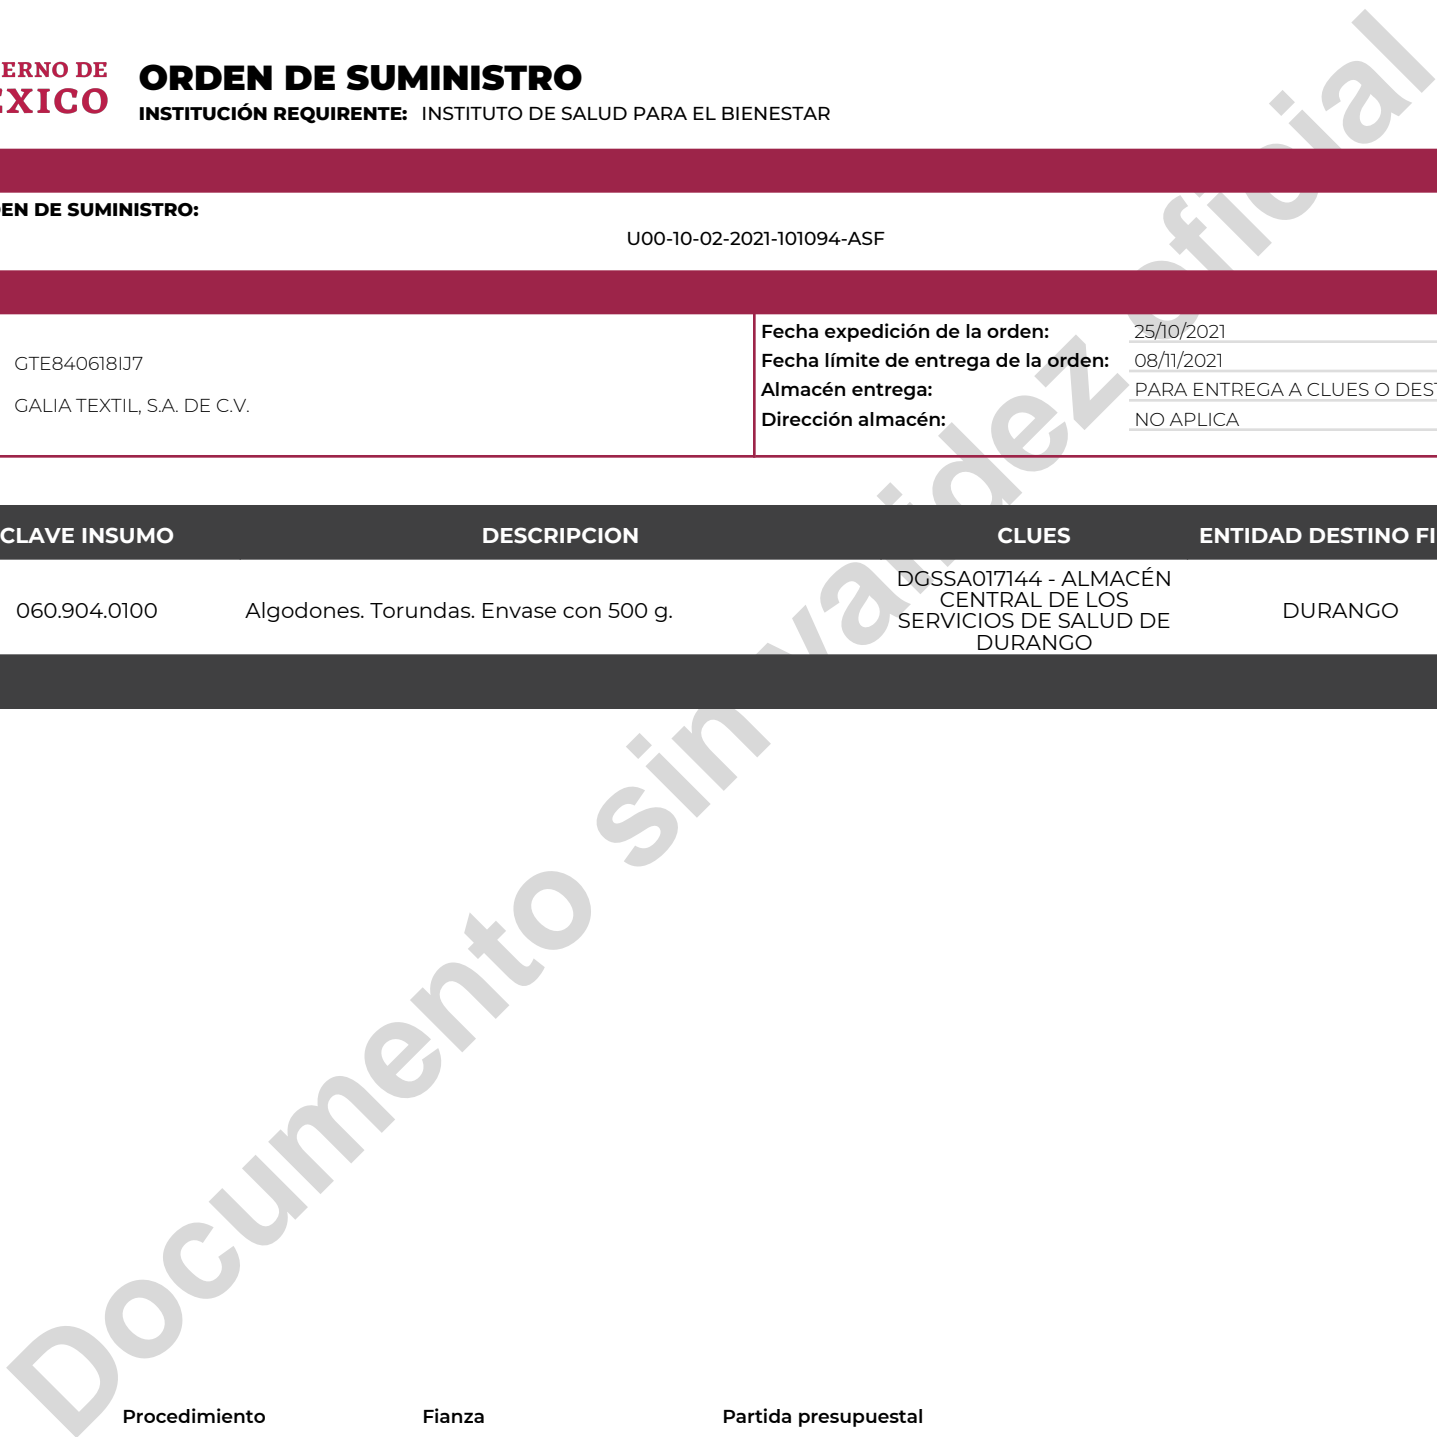 ERNO DE
EXICO
ORDEN DE SUMINISTRO
INSTITUCIÓN REQUIRENTE: INSTITUTO DE SALUD PARA EL BIENESTAR
EN DE SUMINISTRO:
U00-10-02-2021-101094-ASF
GTE840618IJ7
GALIA TEXTIL, S.A. DE C.V.
Fecha expedición de la orden: 25/10/2021
Fecha límite de entrega de la orden: 08/11/2021
Almacén entrega: PARA ENTREGA A CLUES O DEST
Dirección almacén: NO APLICA
CLAVE INSUMO DESCRIPCION CLUES ENTIDAD DESTINO FI
060.904.0100 Algodones. Torundas. Envase con 500 g. DGSSA017144 - ALMACÉN
CENTRAL DE LOS
SERVICIOS DE SALUD DE
DURANGO
DURANGO
Documento sin validez oficial
Procedimiento Fianza Partida presupuestal